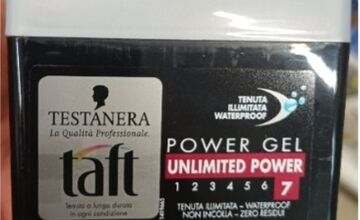 TESTANERA
La Qualità Professionale.
taft
Tenuta a lunga durata
in ogni condizione
TENUTA
ILLIMITATA
WATERPROOF
POWER GEL
UNLIMITED POWER
1 2 3 4 5 6 7
TENUTA ILLIMITATA – WATERPROOF
NON INCOLLA – ZERO RESIDUI